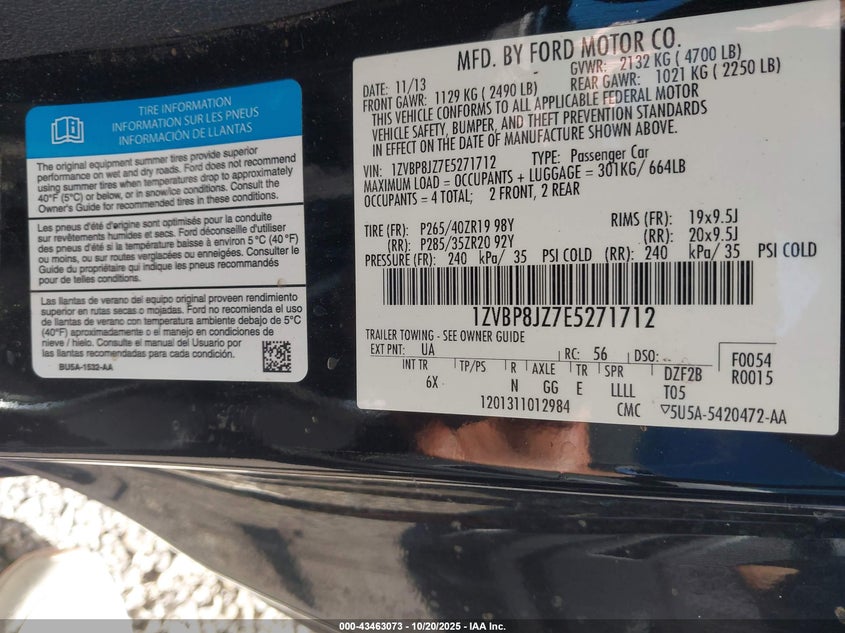 TIRE INFORMATION
INFORMATION SUR LES PNEUS
INFORMACIÓN DE LLANTAS
The original equipment summer tires provide superior
performance on wet and dry roads. Ford does not recommend
using summer tires when temperatures drop to approximately
40°F (5°C) or below, or in snow/ice conditions. Consult the
Owner's Guide for recommended tires in these conditions.
Les pneus d'été d'origine sont optimisés pour la conduite
sur revêtements humides et secs. Ford déconseille d'utiliser
des pneus d'été si la température baisse à environ 5 °C (40 °F)
ou moins, ou sur routes verglacées ou enneigées. Consulter le
Guide du propriétaire qui indique les pneus recommandés
pour de telles conditions.
Las llantas de verano del equipo original proveen rendimiento
superior en rutas secas o mojadas. Ford no recomienda el uso
de llantas de verano con temperatura ambiente debajo de 5°C
(40°F) aproximadamente o el manejo en condiciones de
nieve / hielo. Consulte el manual del Usuario por
las llantas recomendadas para estas condiciones.
BU5A-1532-AA
MFD. BY FORD MOTOR CO.
DATE: 11/13 GVWR: 2132 KG ( 4700 LB)
FRONT GAWR: 1129 KG ( 2490 LB) REAR GAWR: 1021 KG ( 2250 LB)
THIS VEHICLE CONFORMS TO ALL APPLICABLE FEDERAL MOTOR
VEHICLE SAFETY, BUMPER, AND THEFT PREVENTION STANDARDS
IN EFFECT ON THE DATE OF MANUFACTURE SHOWN ABOVE.
VIN: 1ZVBP8JZ7E5271712 TYPE: Passenger Car
MAXIMUM LOAD = OCCUPANTS + LUGGAGE = 301KG/ 664LB
OCCUPANTS = 4 TOTAL; 2 FRONT, 2 REAR
TIRE (FR): P265/40ZR19 98Y RIMS (FR): 19x9.5J
(RR): P285/35ZR20 92Y (RR): 20x9.5J
PRESSURE (FR): 240 kPa/ 35 PSI COLD (RR): 240 kPa/ 35 PSI COLD
1ZVBP8JZ7E5271712
TRAILER TOWING - SEE OWNER GUIDE
EXT PNT: UA RC: 56 DSO: F0054
INT TR TP/PS R AXLE TR SPR DZF2B R0015
6X N GG E LLLL T05
1201311012984 CMC 5U5A-5420472-AA
000-43463073 - 10/20/2025 - IAA Inc.